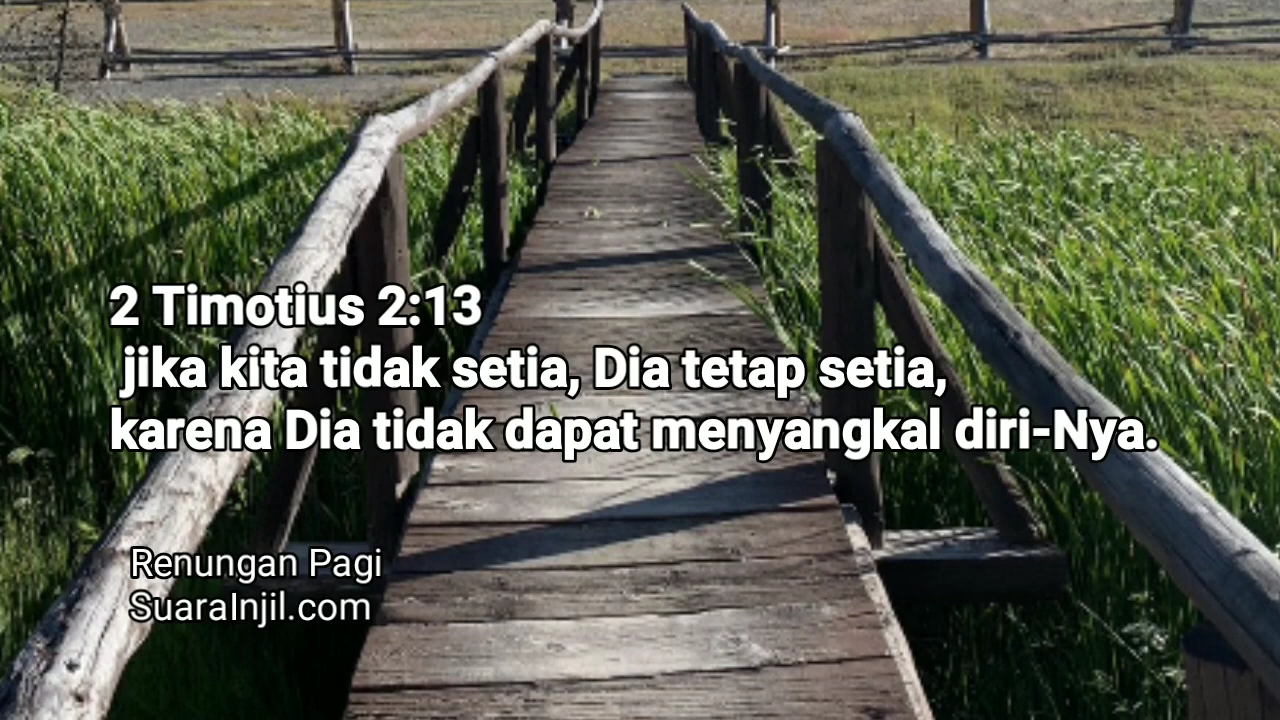 2 Timotius 2:13
jika kita tidak setia, Dia tetap setia,
karena Dia tidak dapat menyangkal diri-Nya.
Renungan Pagi
SuaraInjil.com